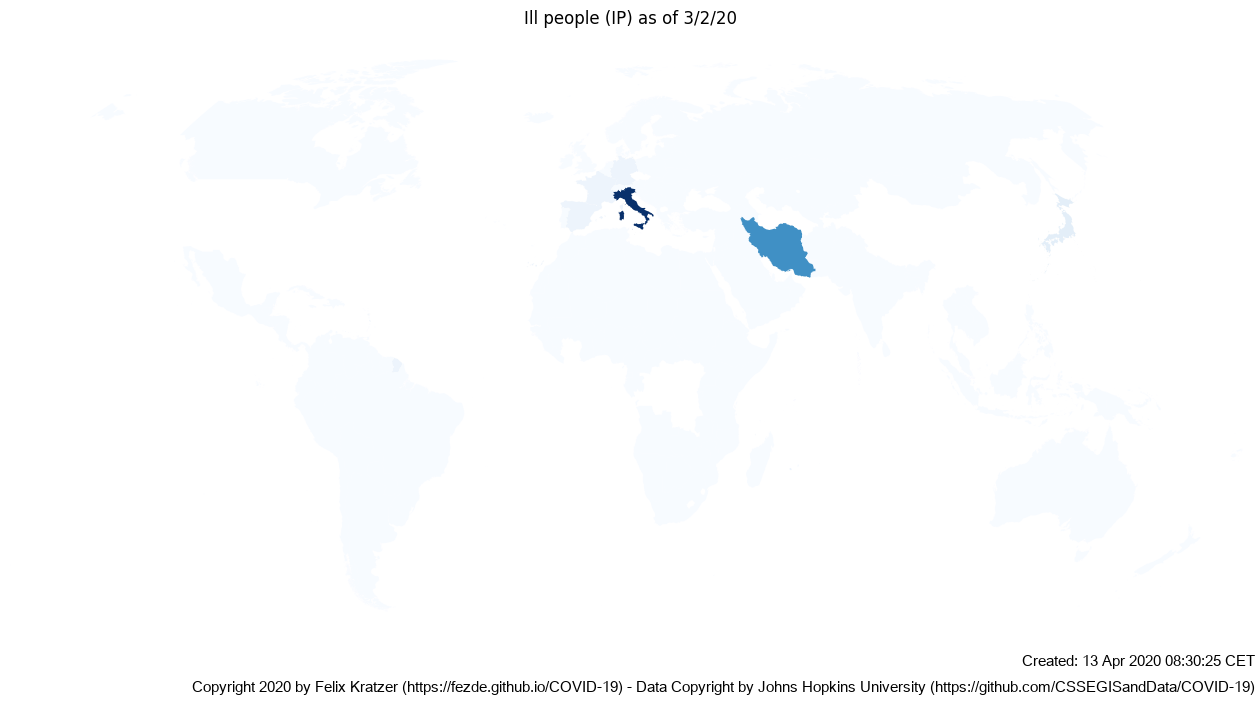 Ill people (IP) as of 3/2/20
Created: 13 Apr 2020 08:30:25 CET
Copyright 2020 by Felix Kratzer (https://fezde.github.io/COVID-19) - Data Copyright by Johns Hopkins University (https://github.com/CSSEGISandData/COVID-19)